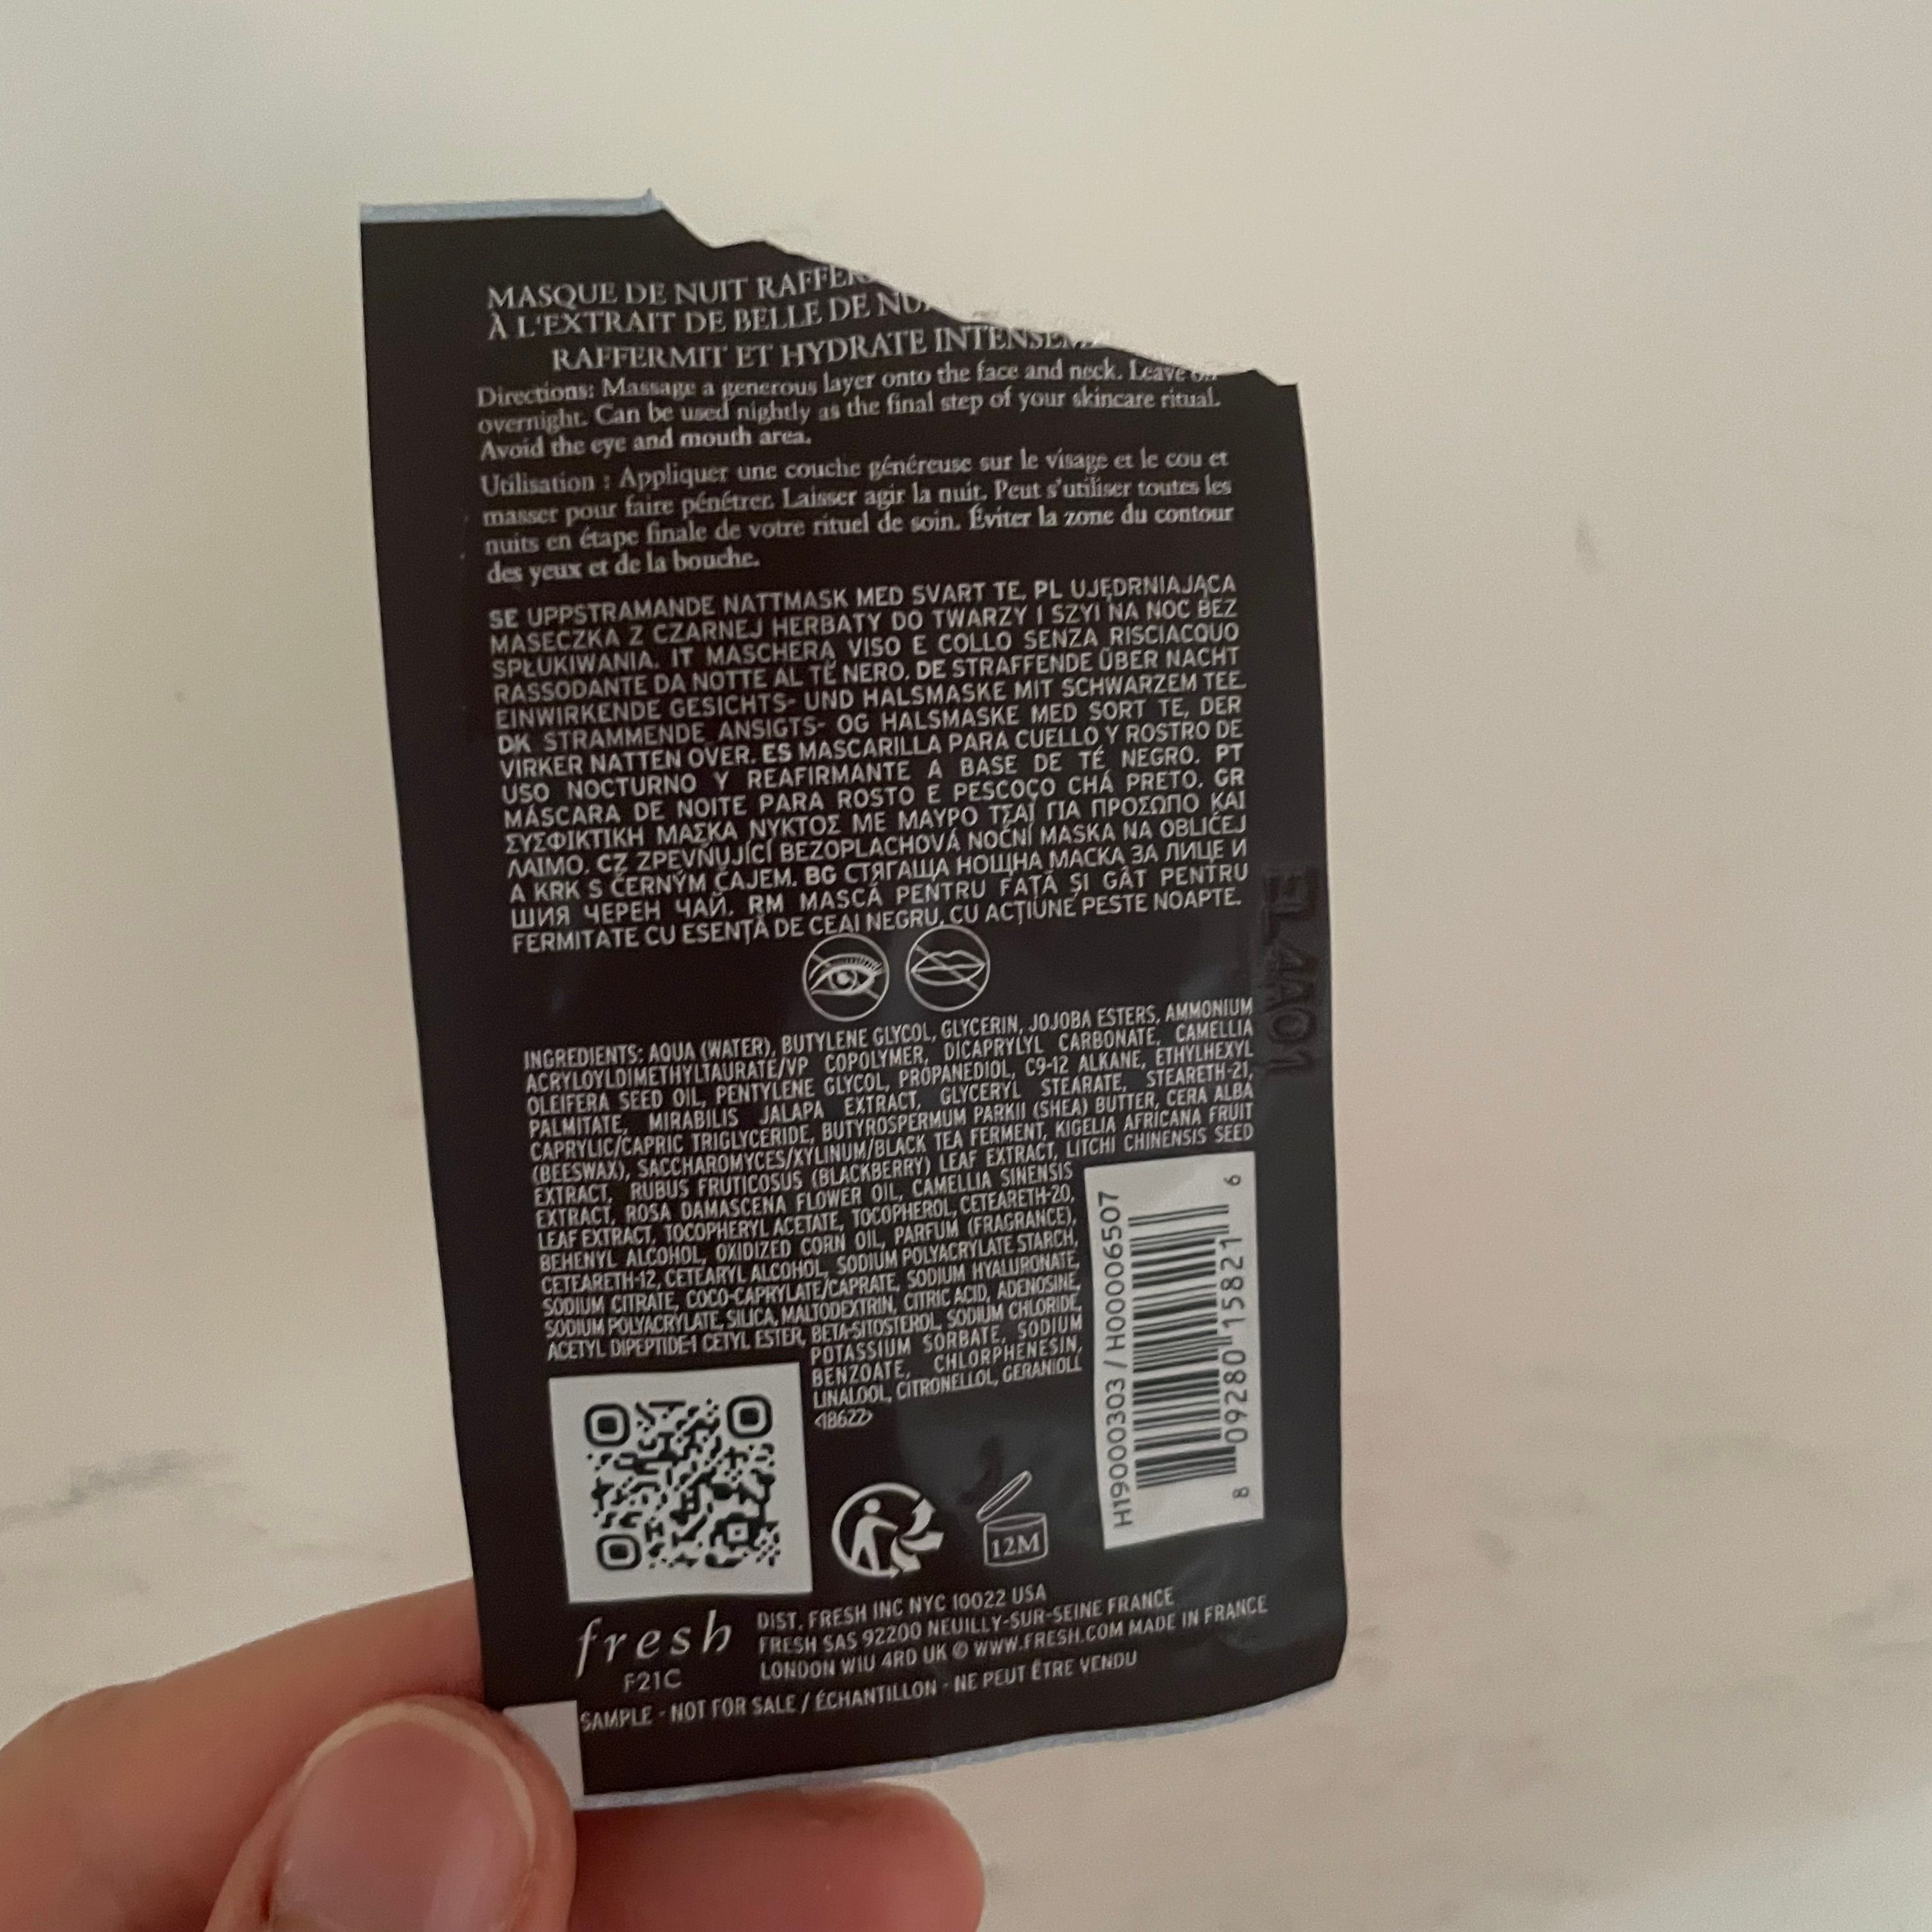 MASQUE DE NUIT
À L'EXTRAIT DE BELLE DE
RAFFERMIT ET HYDRATE
Directions: Massage a generous layer onto the face and neck. Leave
overnight. Can be used nightly as the final step of your skincare ritual.
Avoid the eye and mouth area.
Utilisation : Appliquer une couche généreuse sur le visage et le cou et
masser pour faire pénétrer. Laisser agir la nuit. Peut s'utiliser toutes les
nuits en étape finale de votre rituel de soin. Éviter la zone du contour
des yeux et de la bouche.
SE UPPSTRAMANDE NATTMASK MED SVART TE. PL UJĘDRNIAJĄCA
MASECZKA Z CZARNEJ HERBATY DO TWARZY I SZYI NA NOC BEZ
SPŁUKIWANIA. IT MASCHERA VISO E COLLO SENZA RISCIACQUO
RASSODANTE DA NOTTE AL TÈ NERO. DE STRAFFENDE ÜBER NACHT
EINWIRKENDE GESICHTS- UND HALSMASKE MIT SCHWARZEM TEE.
DK STRAMMENDE ANSIGTS- OG HALSMASKE MED SORT TE, DER
VIRKER NATTEN OVER. ES MASCARILLA PARA CUELLO Y ROSTRO DE
USO NOCTURNO Y REAFIRMANTE A BASE DE TÉ NEGRO. PT
MÁSCARA DE NOITE PARA ROSTO E PESCOÇO CHÁ PRETO. GR
ΣΥΣΦΙΚΤΙΚΗ ΜΑΣΚΑ ΝΥΚΤΟΣ ΜΕ ΜΑΥΡΟ ΤΣΑΪ ΓΙΑ ΠΡΟΣΩΠΟ ΚΑΙ
ΛΑΙΜΟ. CZ ZPEVŇUJÍCÍ BEZOPLACHOVÁ NOČNÍ MASKA NA OBLIČEJ
A KRK S ČERNÝM ČAJEM. BG СТЯГАЩА НОЩНА МАСКА ЗА ЛИЦЕ И
ШИЯ ЧЕРЕН ЧАЙ. RM MASCĂ PENTRU FAȚĂ ȘI GÂT PENTRU
FERMITATE CU ESENȚĂ DE CEAI NEGRU, CU ACȚIUNE PESTE NOAPTE.
EL4A01
INGREDIENTS: AQUA (WATER), BUTYLENE GLYCOL, GLYCERIN, JOJOBA ESTERS, AMMONIUM
ACRYLOYLDIMETHYLTAURATE/VP COPOLYMER, DICAPRYLYL CARBONATE, CAMELLIA
OLEIFERA SEED OIL, PENTYLENE GLYCOL, PROPANEDIOL, C9-12 ALKANE, ETHYLHEXYL
PALMITATE, MIRABILIS JALAPA EXTRACT, GLYCERYL STEARATE, STEARETH-21,
CAPRYLIC/CAPRIC TRIGLYCERIDE, BUTYROSPERMUM PARKII (SHEA) BUTTER, CERA ALBA
(BEESWAX), SACCHAROMYCES/XYLINUM/BLACK TEA FERMENT, KIGELIA AFRICANA FRUIT
EXTRACT, RUBUS FRUTICOSUS (BLACKBERRY) LEAF EXTRACT, LITCHI CHINENSIS SEED
EXTRACT, ROSA DAMASCENA FLOWER OIL, CAMELLIA SINENSIS
LEAF EXTRACT, TOCOPHERYL ACETATE, TOCOPHEROL, CETEARETH-20,
BEHENYL ALCOHOL, OXIDIZED CORN OIL, PARFUM (FRAGRANCE),
CETEARETH-12, CETEARYL ALCOHOL, SODIUM POLYACRYLATE STARCH,
SODIUM CITRATE, COCO-CAPRYLATE/CAPRATE, SODIUM HYALURONATE,
SODIUM POLYACRYLATE, SILICA, MALTODEXTRIN, CITRIC ACID, ADENOSINE,
ACETYL DIPEPTIDE-1 CETYL ESTER, BETA-SITOSTEROL, SODIUM CHLORIDE,
POTASSIUM SORBATE, SODIUM
BENZOATE, CHLORPHENESIN,
LINALOOL, CITRONELLOL, GERANIOL
<18622>
H19000303 / H00006507
8 09280 15821 6
12M
fresh
F21C
DIST. FRESH INC NYC 10022 USA
FRESH SAS 92200 NEUILLY-SUR-SEINE FRANCE
LONDON W1U 4RD UK © WWW.FRESH.COM MADE IN FRANCE
SAMPLE - NOT FOR SALE / ÉCHANTILLON - NE PEUT ÊTRE VENDU